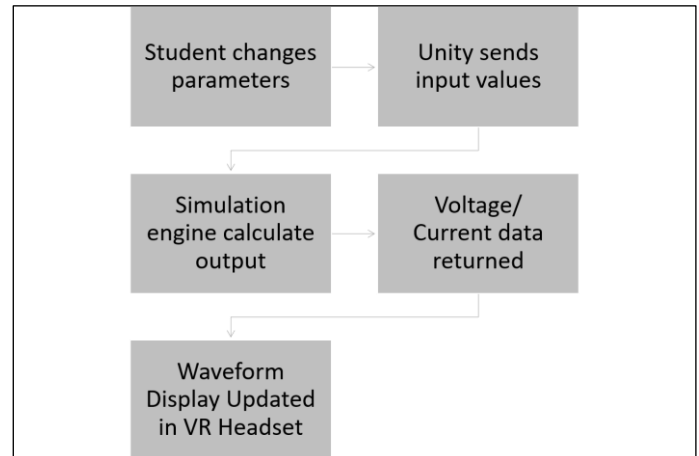 Student changes
parameters
Unity sends
input values
Simulation
engine calculate
output
Voltage/
Current data
returned
Waveform
Display Updated
in VR Headset